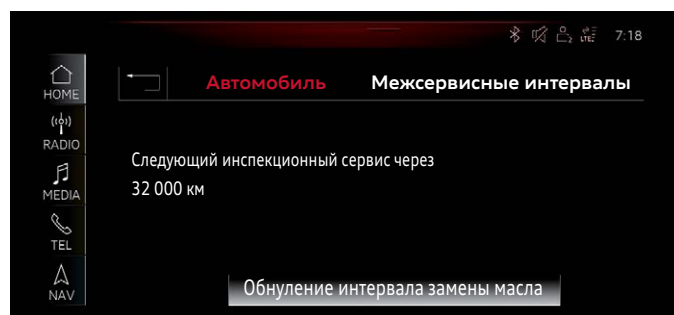 LTE 7:18
HOME
Автомобиль Межсервисные интервалы
RADIO
Следующий инспекционный сервис через
32 000 км
MEDIA
TEL
Обнуление интервала замены масла
NAV